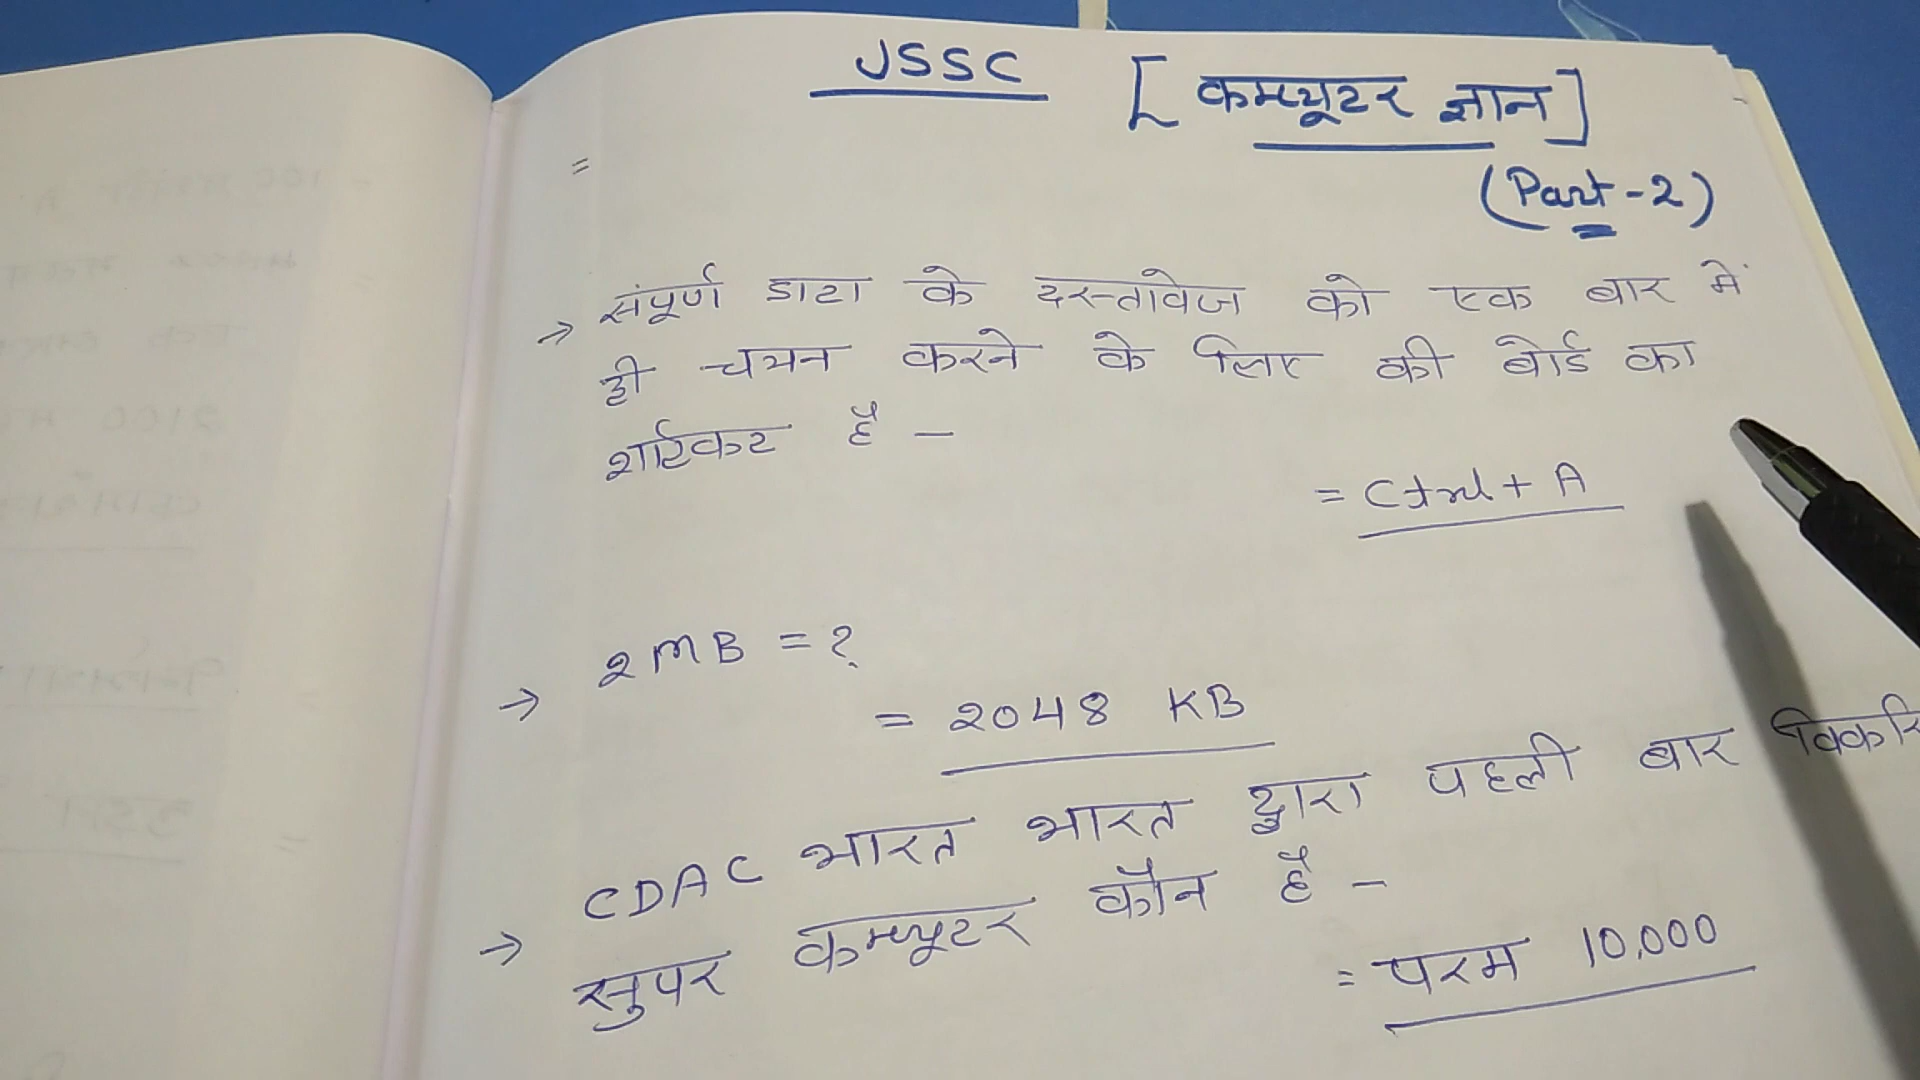 JSSC [कम्प्यूटर ज्ञान]
(Part-2)
=
→ संपूर्ण डाटा के दस्तावेज को एक बार में
ही चयन करने के लिए की बोर्ड का
शार्टकट है -
= Ctrl + A
→ 2 MB = ?
= 2048 KB
→ CDAC भारत भारत द्वारा पहली बार
सुपर कम्प्यूटर कौन है -
= परम 10,000